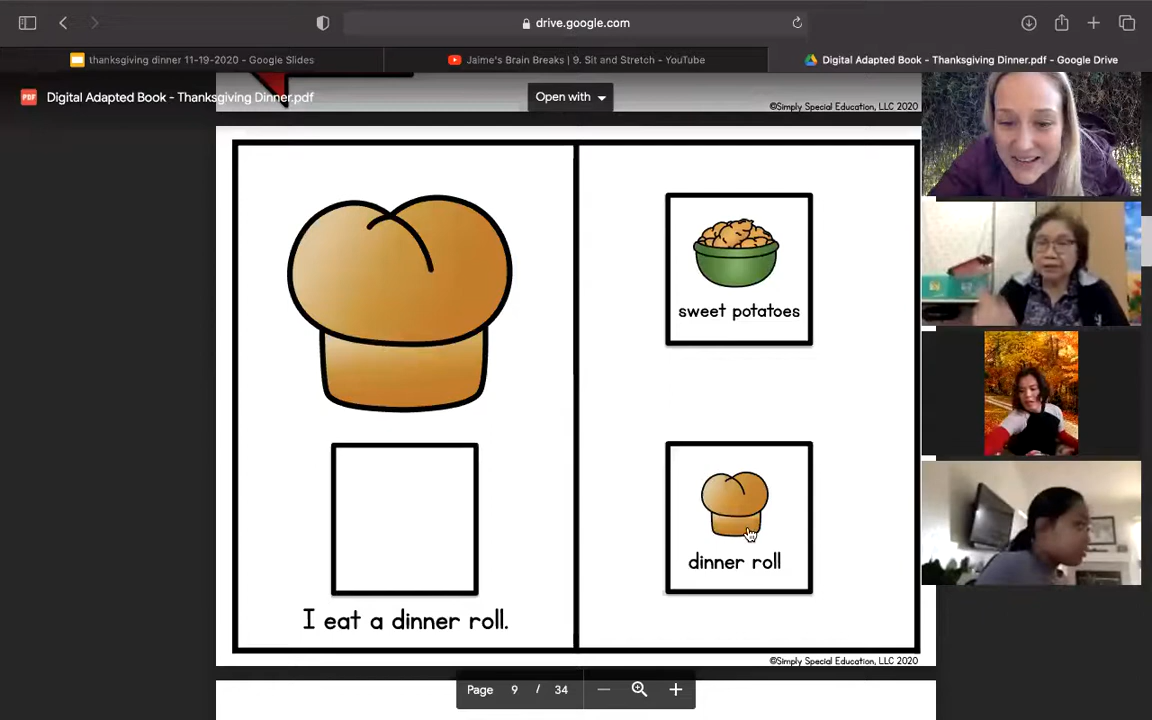 drive.google.com
thanksgiving dinner 11-19-2020 - Google Slides
Jaime's Brain Breaks | 9. Sit and Stretch - YouTube
Digital Adapted Book - Thanksgiving Dinner.pdf - Google Drive
PDF Digital Adapted Book - Thanksgiving Dinner.pdf
Open with
©Simply Special Education, LLC 2020
sweet potatoes
dinner roll
I eat a dinner roll.
©Simply Special Education, LLC 2020
Page 9 / 34